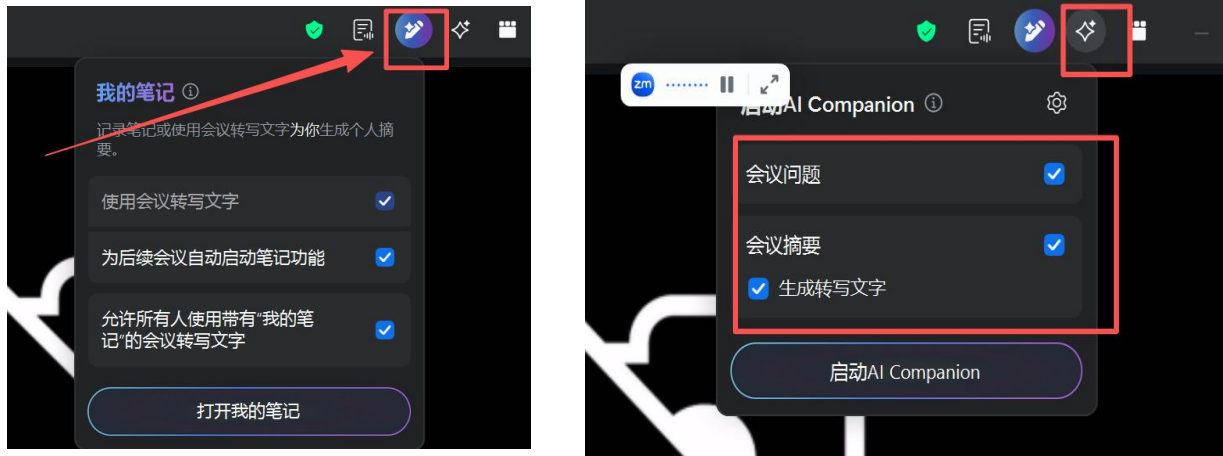 我的笔记
记录笔记或使用会议转写文字为你生成个人摘
要。
使用会议转写文字
为后续会议自动启动笔记功能
允许所有人使用带有“我的笔
记”的会议转写文字
打开我的笔记
zm
启动AI Companion
会议问题
会议摘要
生成转写文字
启动AI Companion